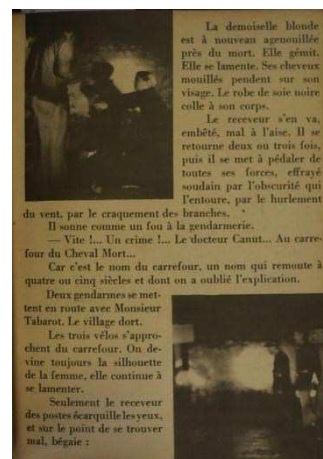 La demoiselle blonde
est à nouveau agenouillée
près du mort. Elle gémit.
Elle se lamente. Ses cheveux
mouillés pendent sur son
visage. Le robe de soie noire
colle à son corps.
Le receveur s'en va,
embêté, mal à l'aise. Il se
retourne deux ou trois fois,
puis il se met à pédaler de
toutes ses forces, effrayé
soudain par l'obscurité qui
l'entoure, par le hurlement
du vent, par le craquement des branches.
Il sonne comme un fou à la gendarmerie.
— Vite !... Un crime !... Le docteur Canut... Au carre-
four du Cheval Mort...
Car c'est le nom du carrefour, un nom qui remoute à
quatre ou cinq siècles et dont on a oublié l'explication.
Deux gendarmes se met-
tent en route avec Monsieur
Tabarot. Le village dort.
Les trois vélos s'appro-
chent du carrefour. On de-
vine toujours la silhouette
de la femme, elle continue à
se lamenter.
Seulement le receveur
des postes écarquille les yeux,
et sur le point de se trouver
mal, bégaie :